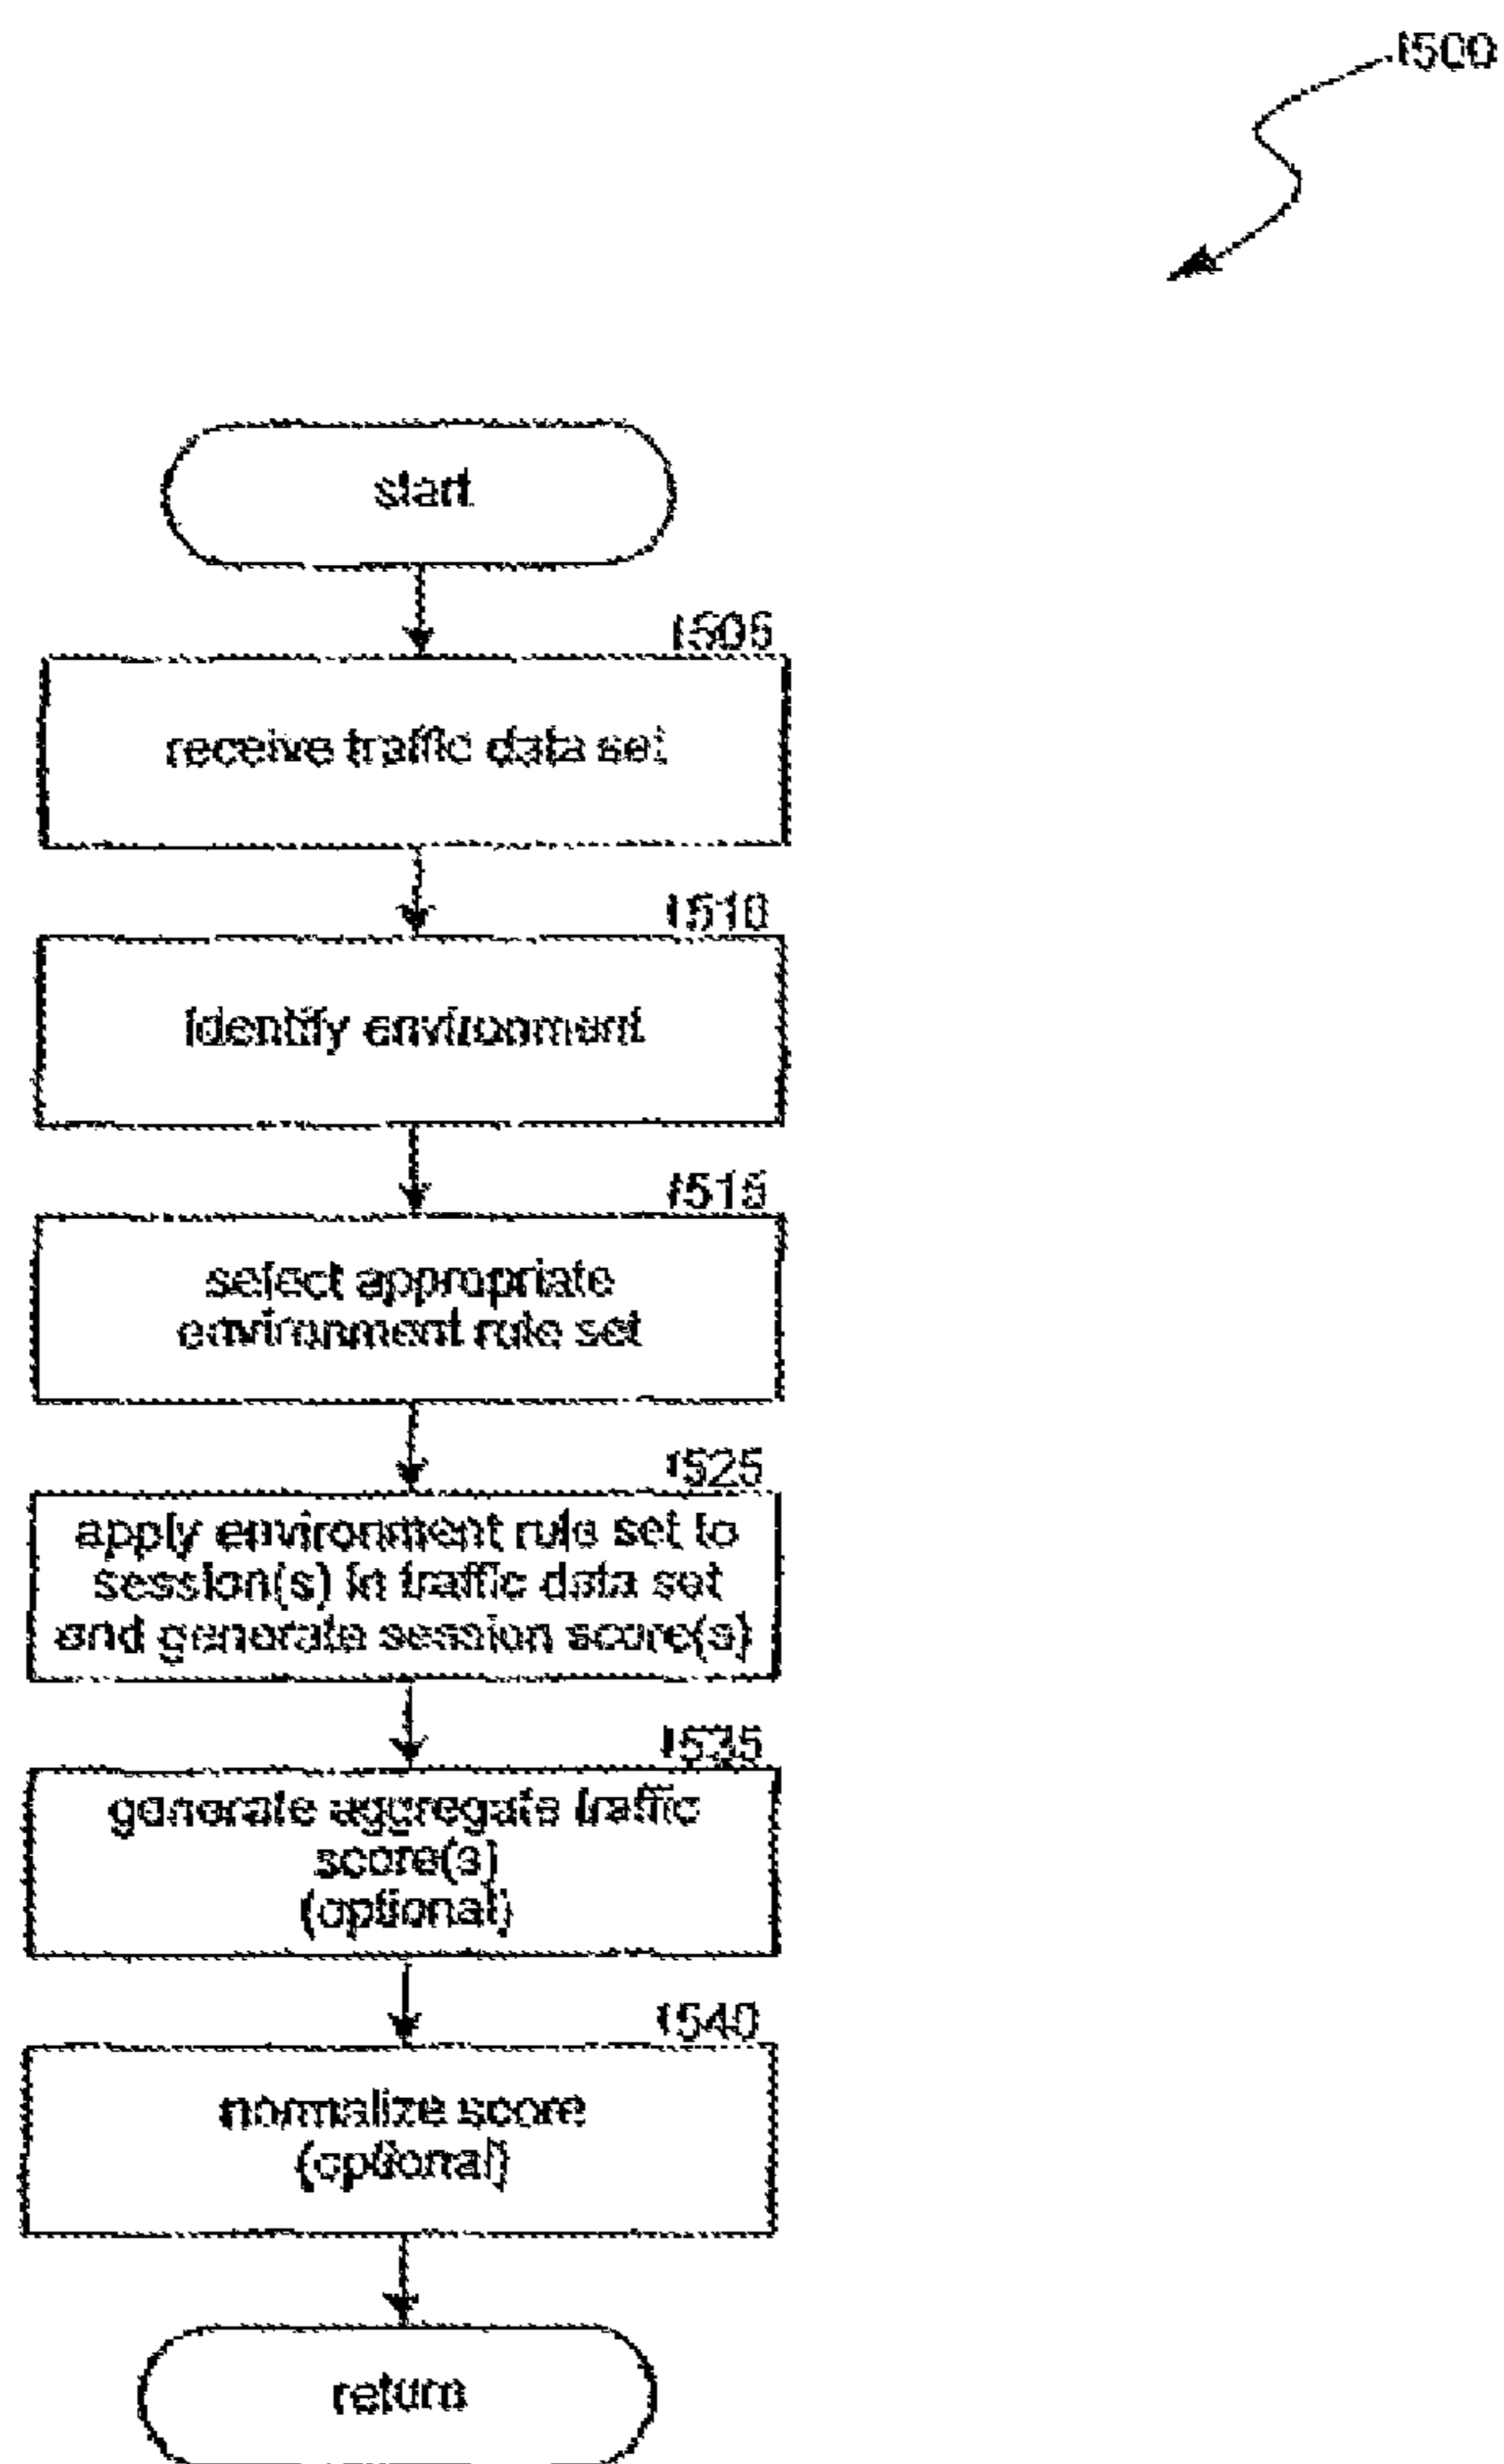 1500
start
1505
receive traffic data set
1510
identify environment
1515
select appropriate
environment rule set
1525
apply environment rule set to
session(s) in traffic data set
and generate session score(s)
1535
generate aggregate traffic
score(s)
(optional)
1540
normalize score
(optional)
return